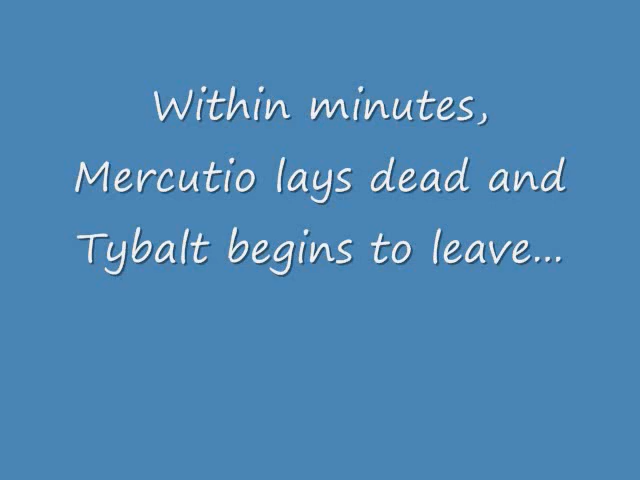 Within minutes,
Mercutio lays dead and
Tybalt begins to leave...